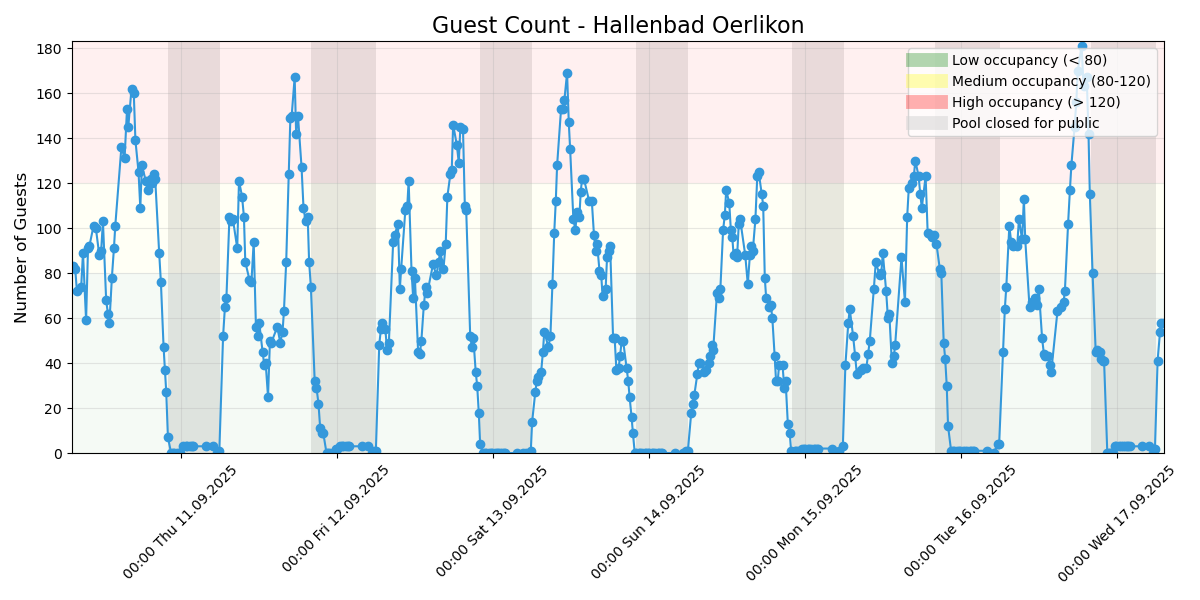 Guest Count - Hallenbad Oerlikon
Number of Guests
180
160
140
120
100
80
60
40
20
0
Low occupancy (< 80)
Medium occupancy (80-120)
High occupancy (> 120)
Pool closed for public
00:00 Thu 11.09.2025
00:00 Fri 12.09.2025
00:00 Sat 13.09.2025
00:00 Sun 14.09.2025
00:00 Mon 15.09.2025
00:00 Tue 16.09.2025
00:00 Wed 17.09.2025